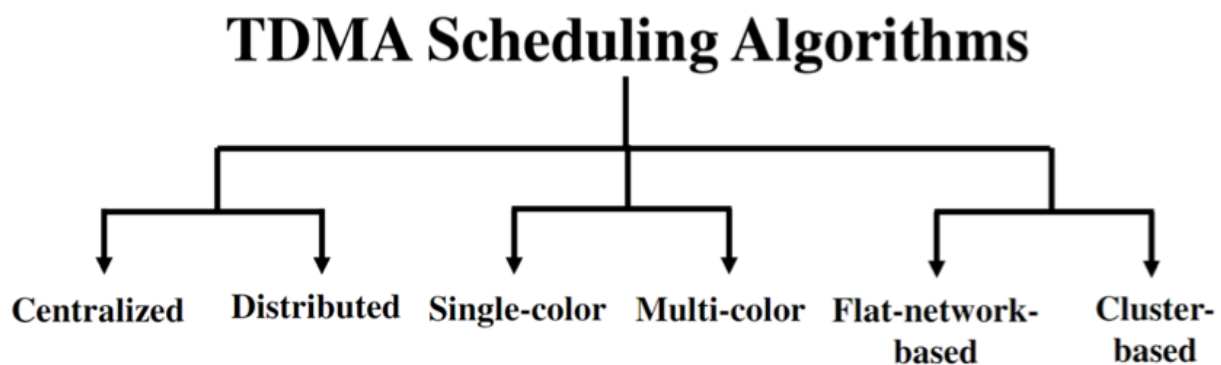 TDMA Scheduling Algorithms
Centralized
Distributed
Single-color
Multi-color
Flat-network-
based
Cluster-
based